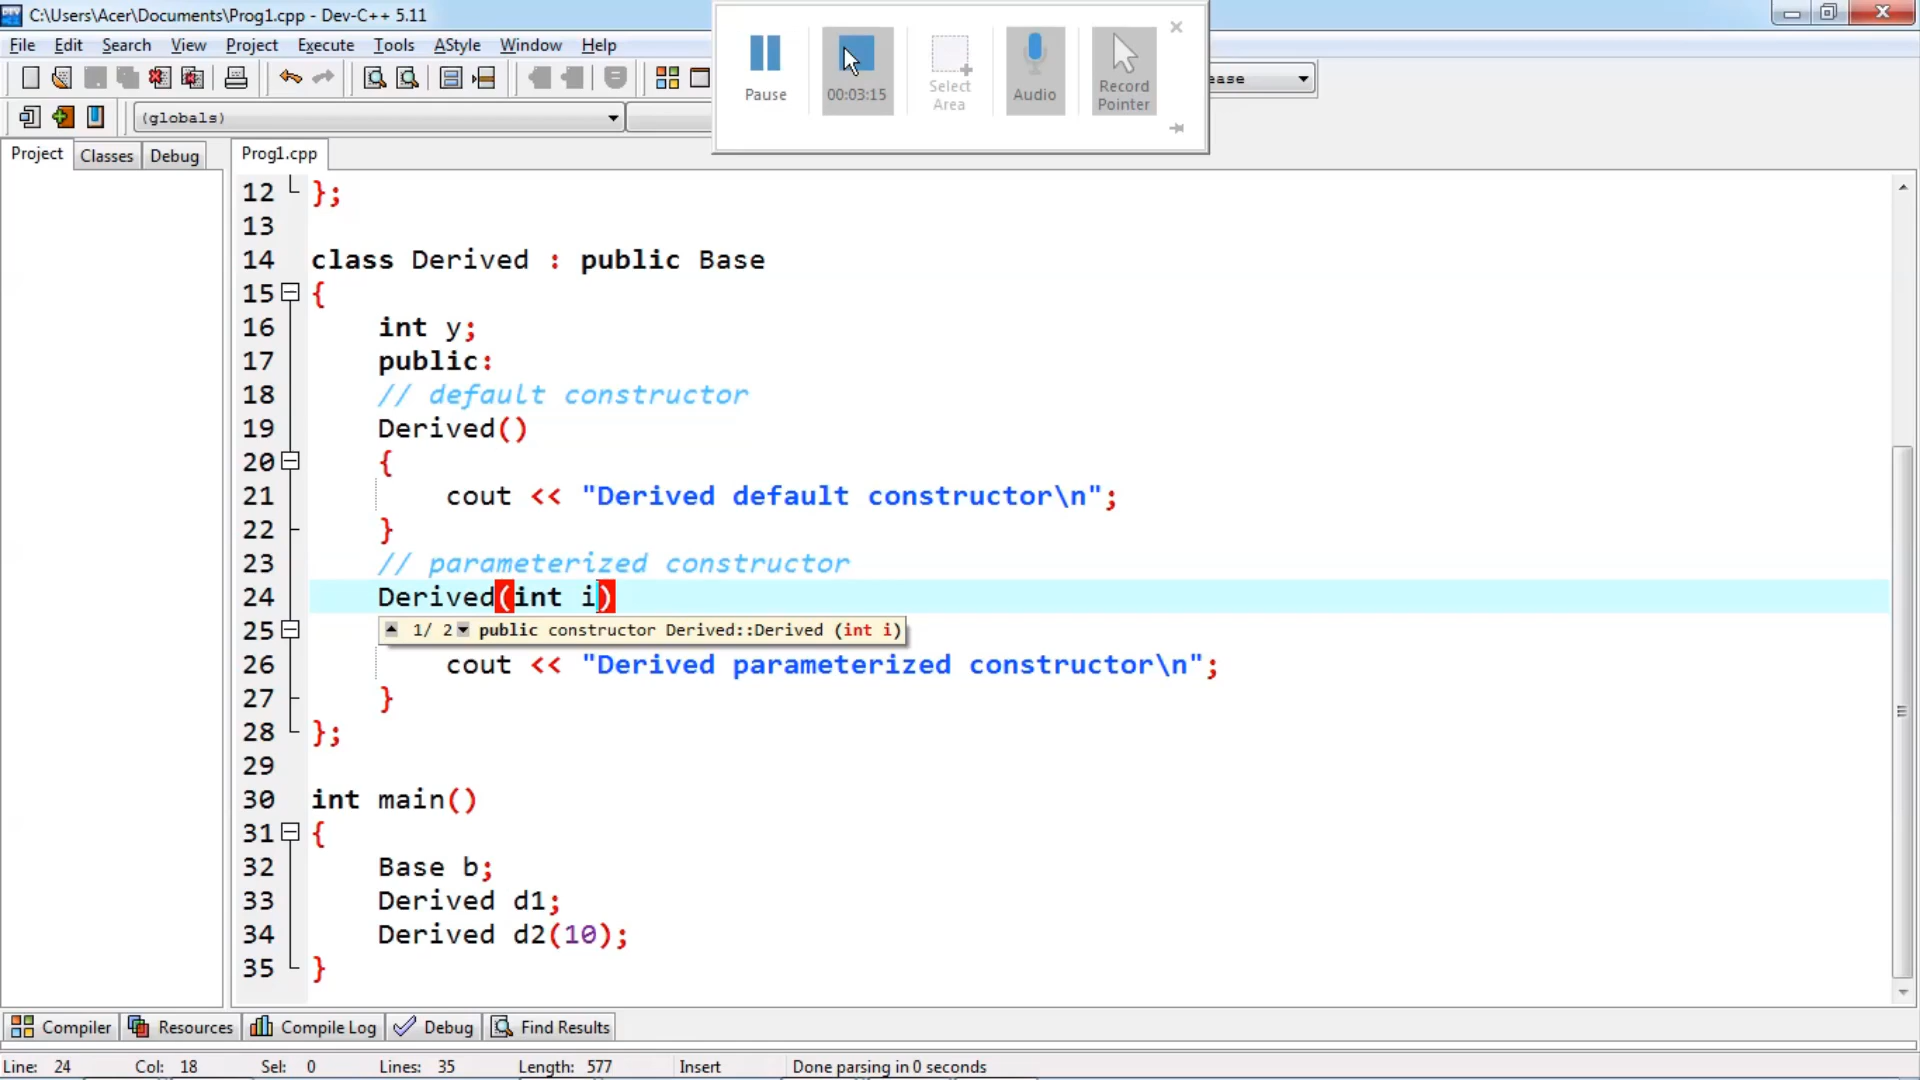 C:\Users\Acer\Documents\Prog1.cpp - Dev-C++ 5.11
File Edit Search View Project Execute Tools AStyle Window Help
Pause
00:03:15
Select Area
Audio
Record Pointer
ease
(globals)
Project Classes Debug
Prog1.cpp
12 };
13
14 class Derived : public Base
15 {
16 int y;
17 public:
18 // default constructor
19 Derived()
20 {
21 cout << "Derived default constructor\n";
22 }
23 // parameterized constructor
24 Derived(int i)
25
1/ 2 public constructor Derived::Derived (int i)
26 cout << "Derived parameterized constructor\n";
27 }
28 };
29
30 int main()
31 {
32 Base b;
33 Derived d1;
34 Derived d2(10);
35 }
Compiler Resources Compile Log Debug Find Results
Line: 24 Col: 18 Sel: 0 Lines: 35 Length: 577 Insert Done parsing in 0 seconds